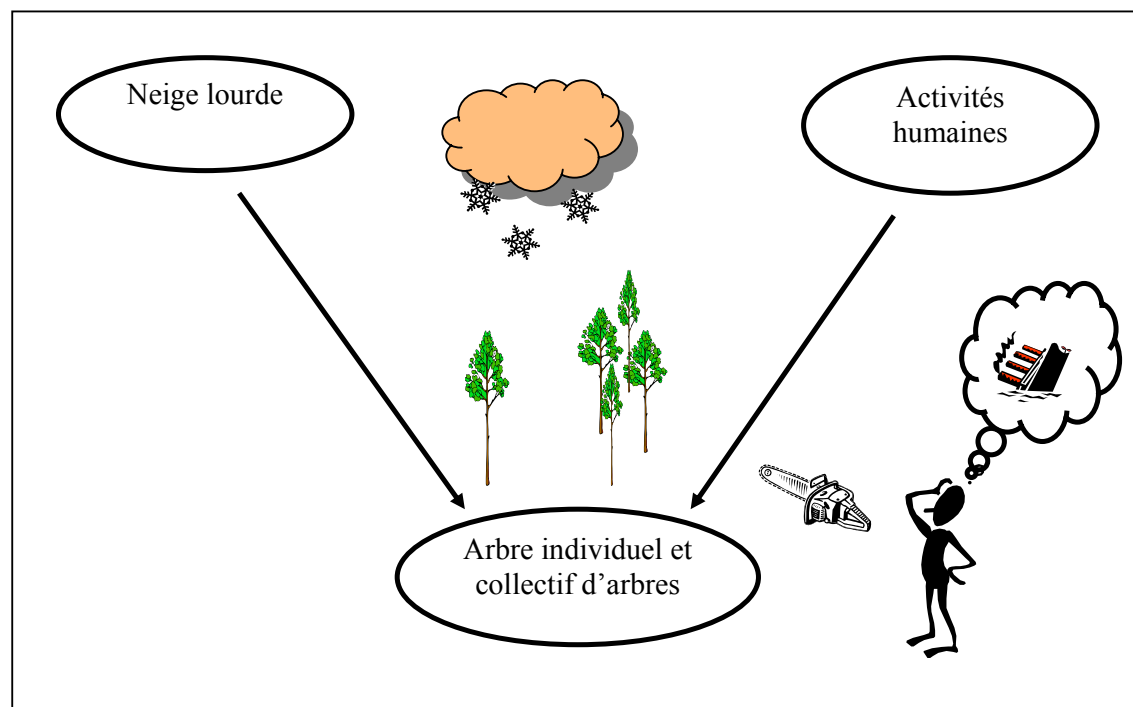 Neige lourde
Activités
humaines
Arbre individuel et
collectif d’arbres